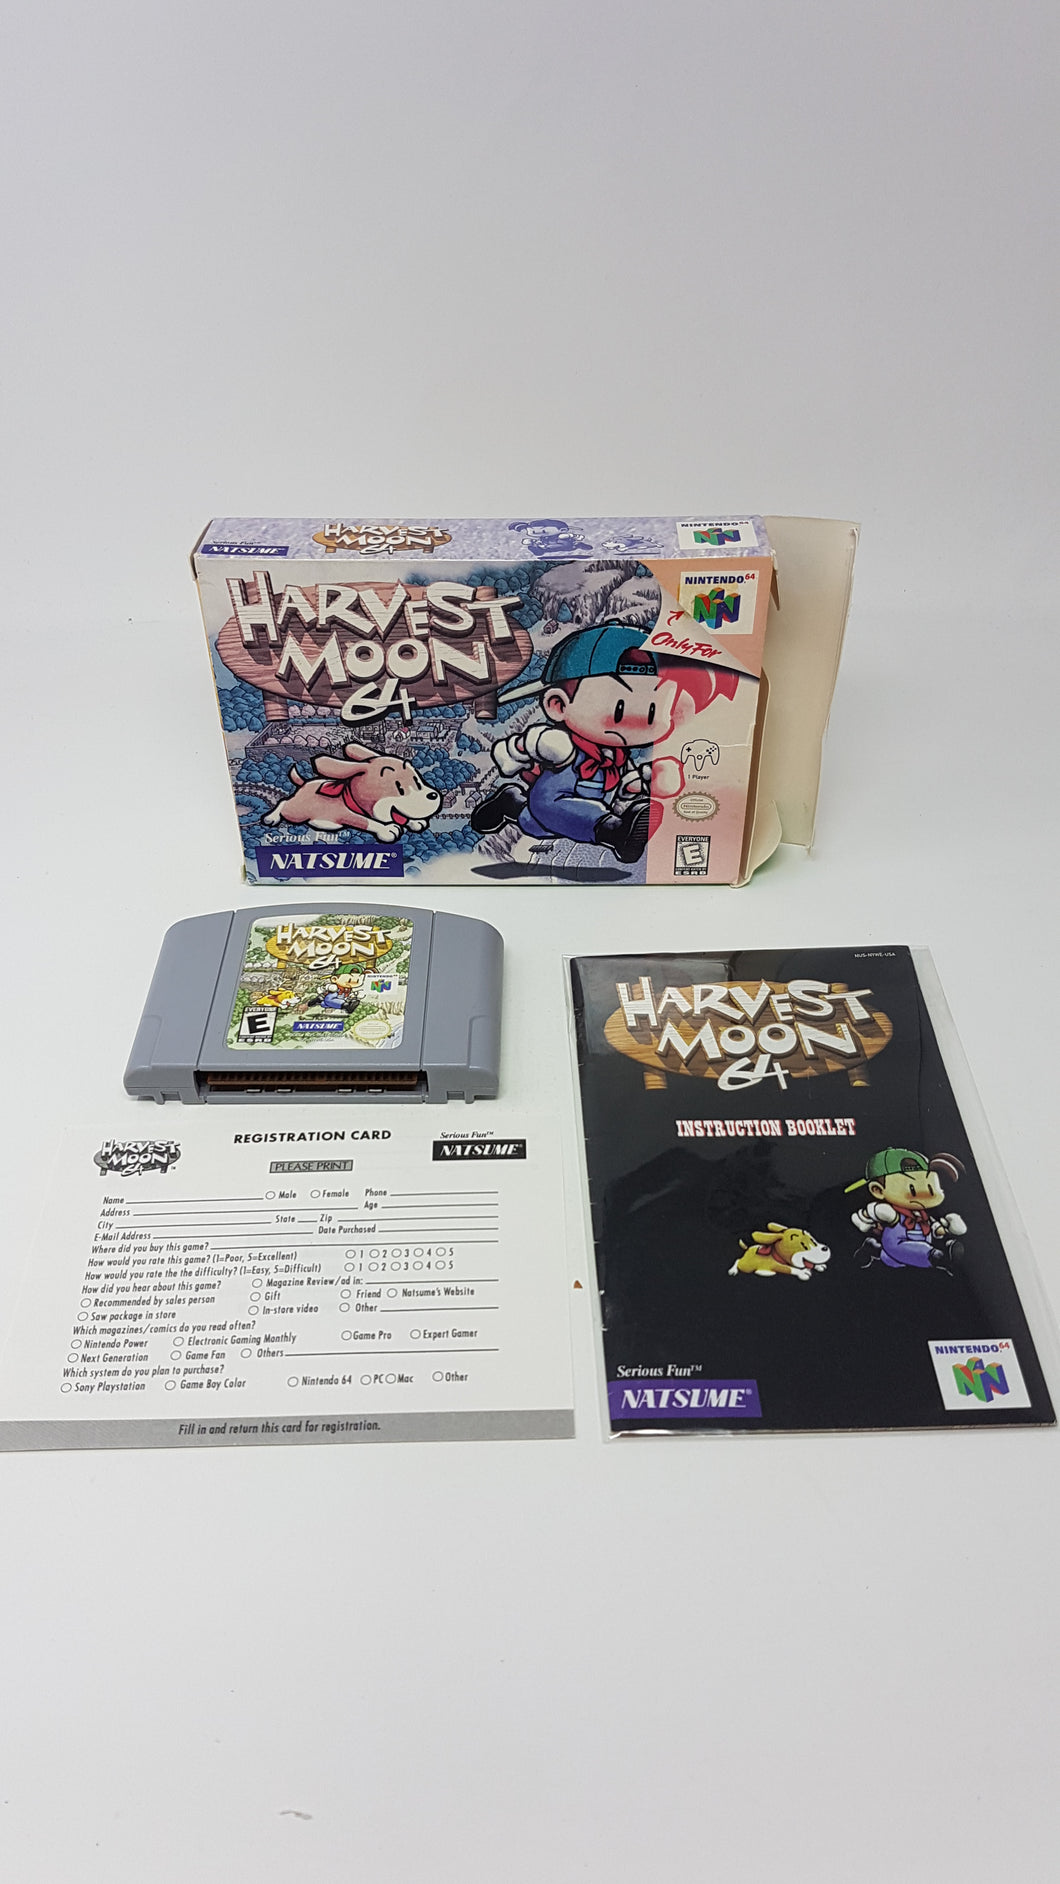 Serious Fun™
NATSUME®
HARVEST
MOON
64
NINTENDO 64
HARVEST
MOON
64
NINTENDO 64
Only For
1 Player
Official
Nintendo
Seal of Quality
Serious Fun™
NATSUME®
EVERYONE
E
ESRB
HARVEST
MOON
64
NINTENDO 64
EVERYONE
E
ESRB
NATSUME
NUS-NYWE-USA
HARVEST
MOON
64
INSTRUCTION BOOKLET
NINTENDO 64
Serious Fun™
NATSUME®
HARVEST
MOON
64™
REGISTRATION CARD
PLEASE PRINT
Serious Fun™
NATSUME®
Name Male Female Phone
Address Age
City State Zip
E-Mail Address Date Purchased
Where did you buy this game?
How would you rate this game? (1=Poor, 5=Excellent) 1 2 3 4 5
How would you rate the the difficulty? (1=Easy, 5=Difficult) 1 2 3 4 5
How did you hear about this game? Magazine Review/ad in:
Recommended by sales person Gift Friend Natsume's Website
Saw package in store In-store video Other
Which magazines/comics do you read often?
Nintendo Power Electronic Gaming Monthly Game Pro Expert Gamer
Next Generation Game Fan Others
Which system do you plan to purchase?
Sony Playstation Game Boy Color Nintendo 64 PC Mac Other
Fill in and return this card for registration.